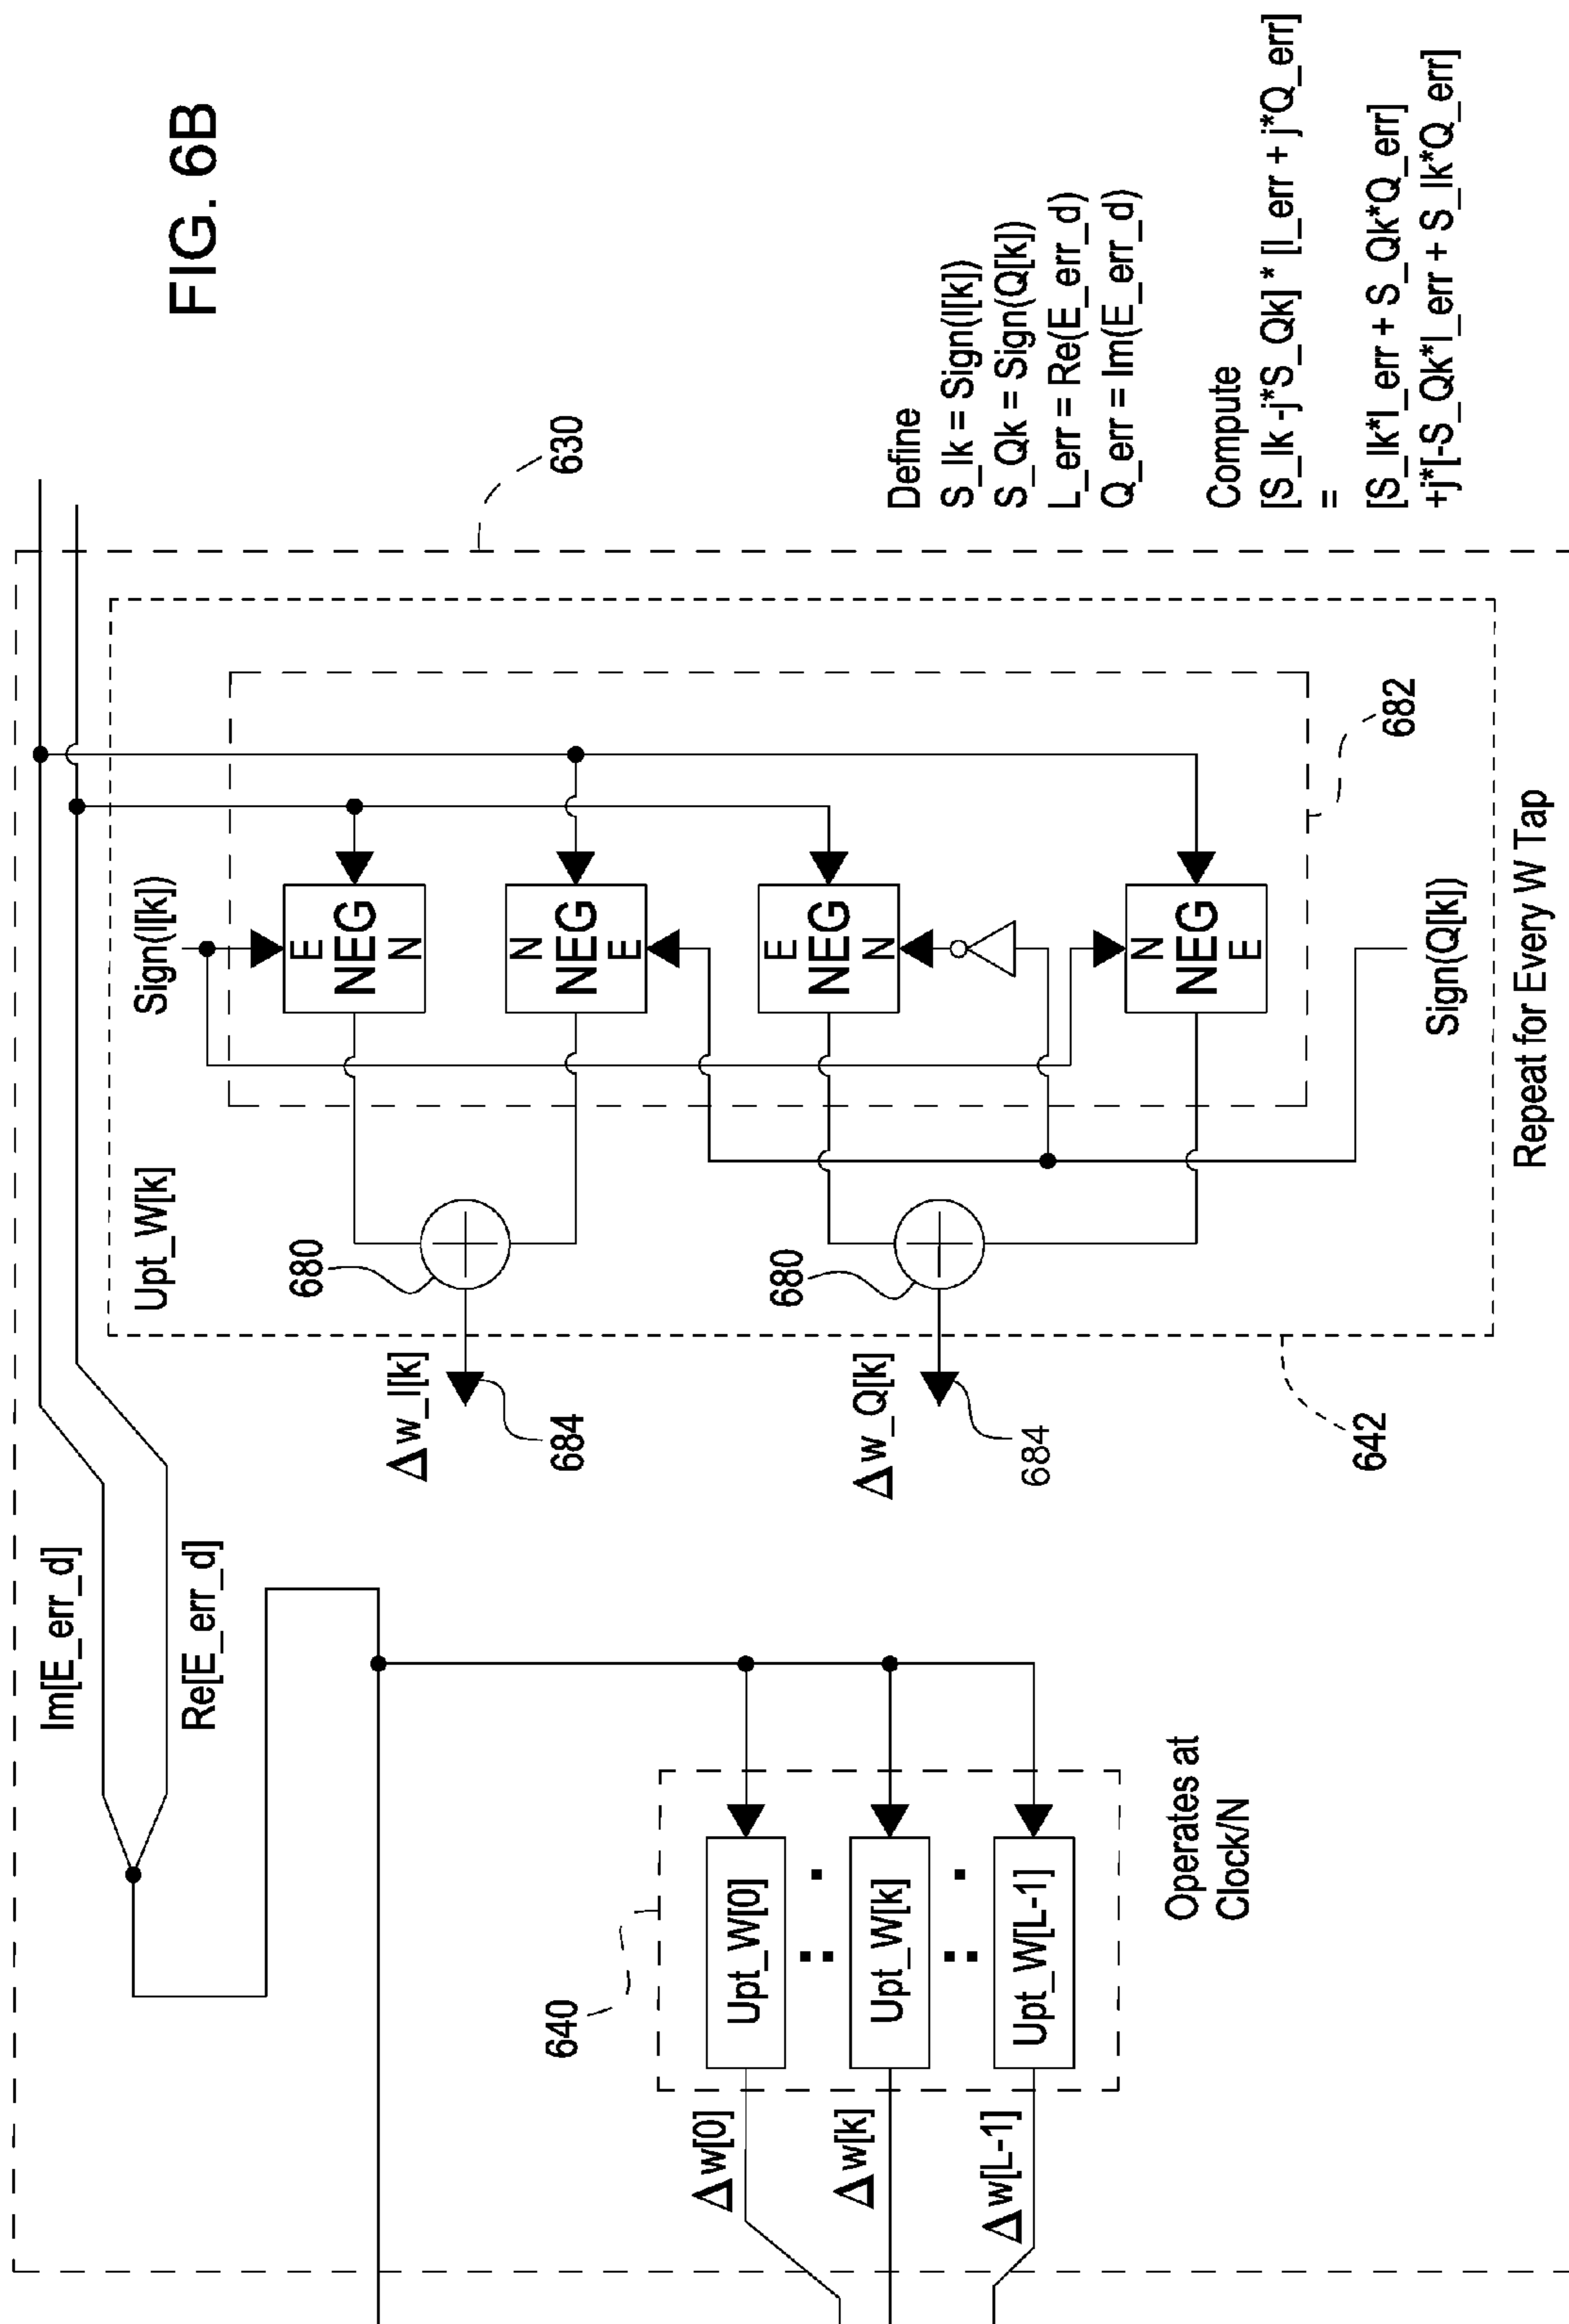 FIG. 6B
Im[E_err_d]
Re[E_err_d]
630
Upt_W[k]
Sign(I[k])
E
NEG
N
N
NEG
E
E
NEG
N
N
NEG
E
680
680
Δw_I[k]
684
Δw_Q[k]
684
682
642
Sign(Q[k])
Repeat for Every W Tap
640
Δw[0]
Upt_W[0]
Δw[k]
Upt_W[k]
Δw[L-1]
Upt_W[L-1]
Operates at
Clock/N
Define
S_Ik = Sign(I[k])
S_Qk = Sign(Q[k])
L_err = Re(E_err_d)
Q_err = Im(E_err_d)
Compute
[S_Ik -j*S_Qk] * [I_err + j*Q_err]
=
[S_Ik*I_err + S_Qk*Q_err]
+j*[-S_Qk*I_err + S_Ik*Q_err]